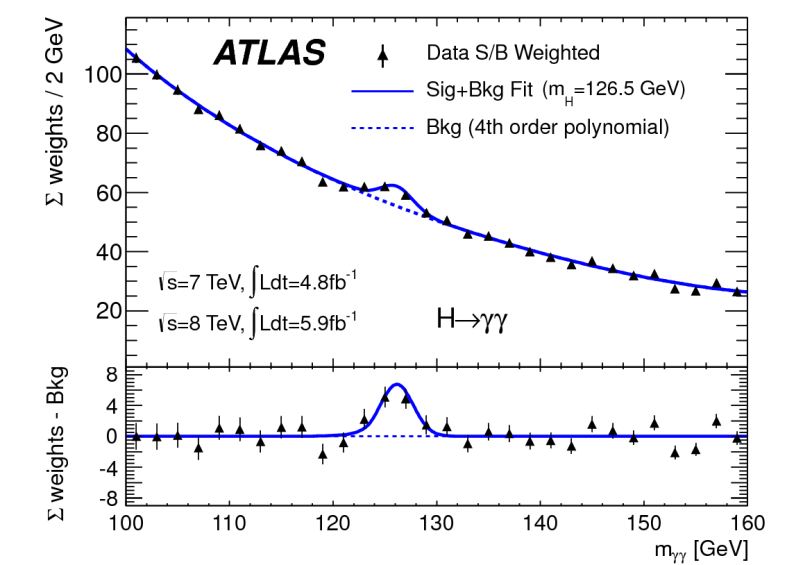 ATLAS
Data S/B Weighted
Sig+Bkg Fit (m_H=126.5 GeV)
Bkg (4th order polynomial)
Σ weights / 2 GeV
100
80
60
40
20
√s=7 TeV, ∫Ldt=4.8fb⁻¹
√s=8 TeV, ∫Ldt=5.9fb⁻¹
H→γγ
Σ weights - Bkg
8
4
0
-4
-8
100 110 120 130 140 150 160
m_γγ [GeV]